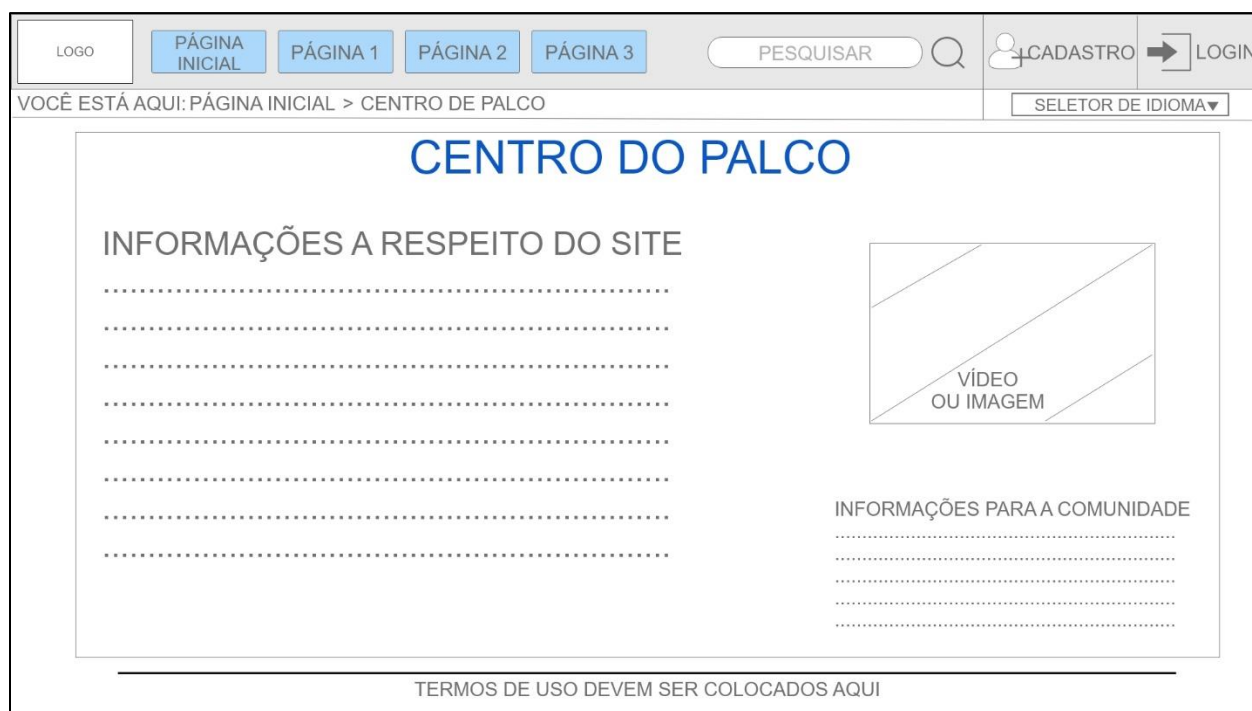 LOGO
PÁGINA
INICIAL
PÁGINA 1
PÁGINA 2
PÁGINA 3
PESQUISAR
CADASTRO
LOGIN
VOCÊ ESTÁ AQUI: PÁGINA INICIAL > CENTRO DE PALCO
SELETOR DE IDIOMA▼
CENTRO DO PALCO
INFORMAÇÕES A RESPEITO DO SITE
VÍDEO
OU IMAGEM
INFORMAÇÕES PARA A COMUNIDADE
TERMOS DE USO DEVEM SER COLOCADOS AQUI